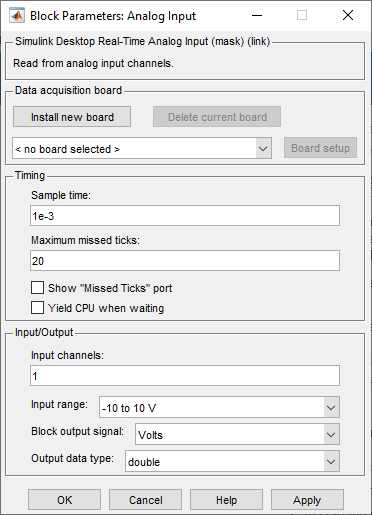 Block Parameters: Analog Input
Simulink Desktop Real-Time Analog Input (mask) (link)
Read from analog input channels.
Data acquisition board
Install new board Delete current board
< no board selected > Board setup
Timing
Sample time:
1e-3
Maximum missed ticks:
20
Show "Missed Ticks" port
Yield CPU when waiting
Input/Output
Input channels:
1
Input range: -10 to 10 V
Block output signal: Volts
Output data type: double
OK Cancel Help Apply